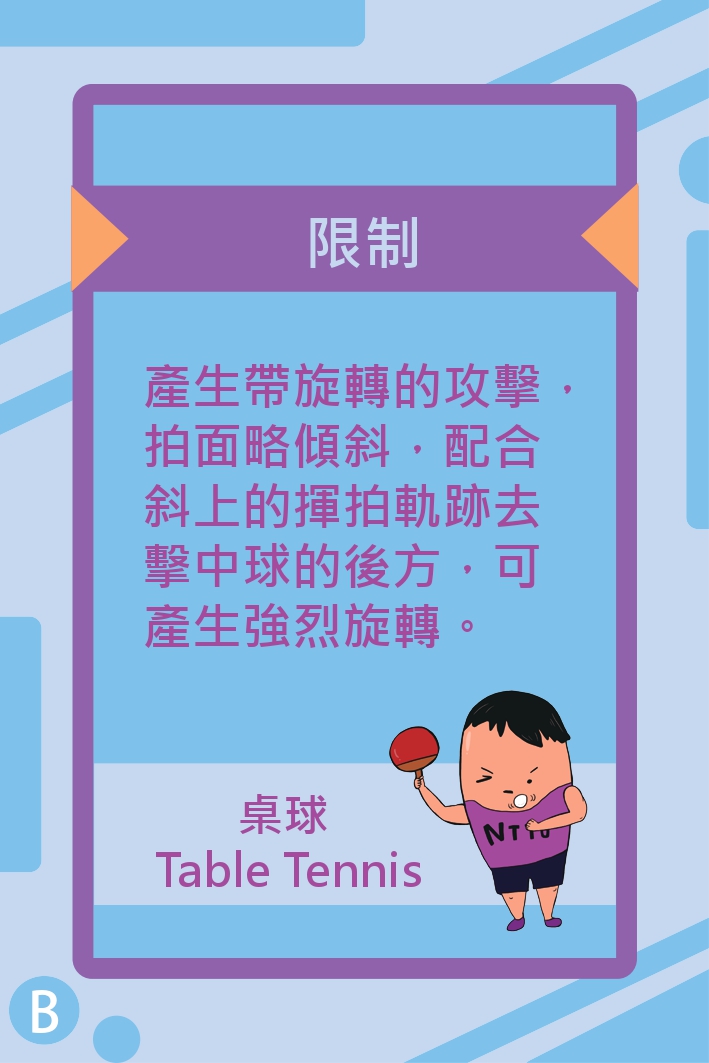 限制
產生帶旋轉的攻擊，
拍面略傾斜，配合
斜上的揮拍軌跡去
擊中球的後方，可
產生強烈旋轉。
桌球
Table Tennis
NTTU
B